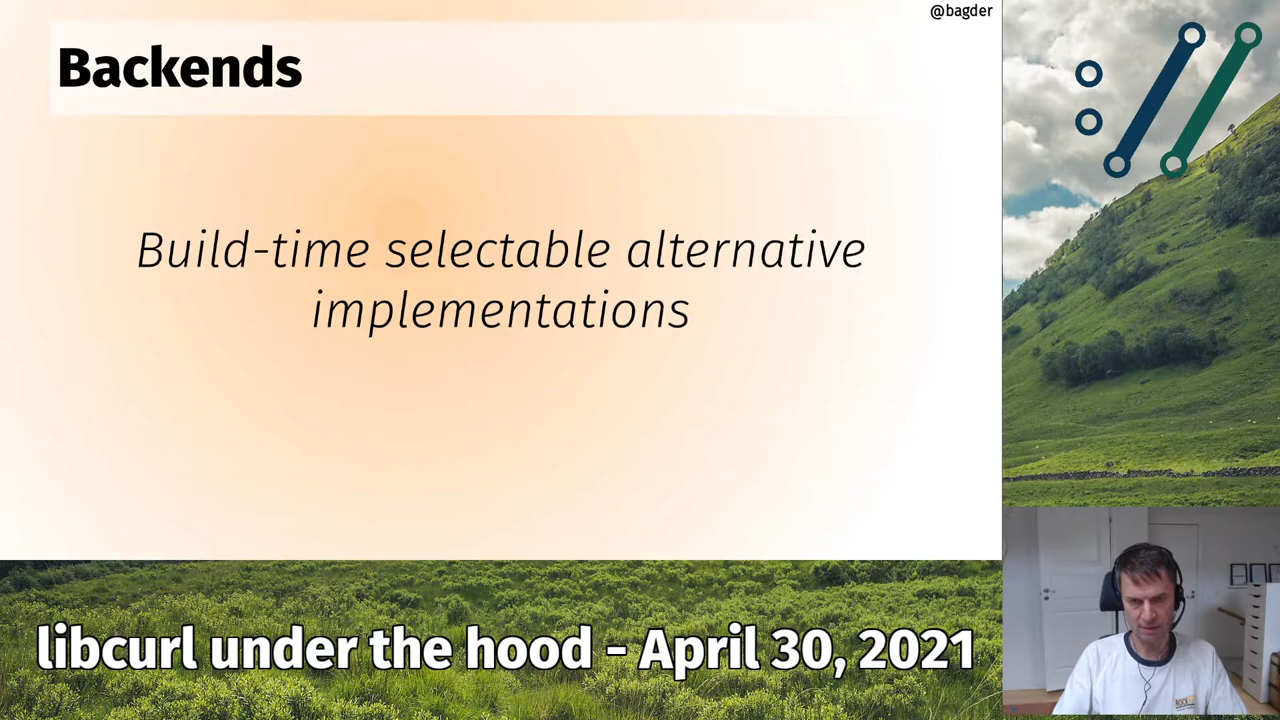 @bagder
Backends
Build-time selectable alternative
implementations
libcurl under the hood - April 30, 2021